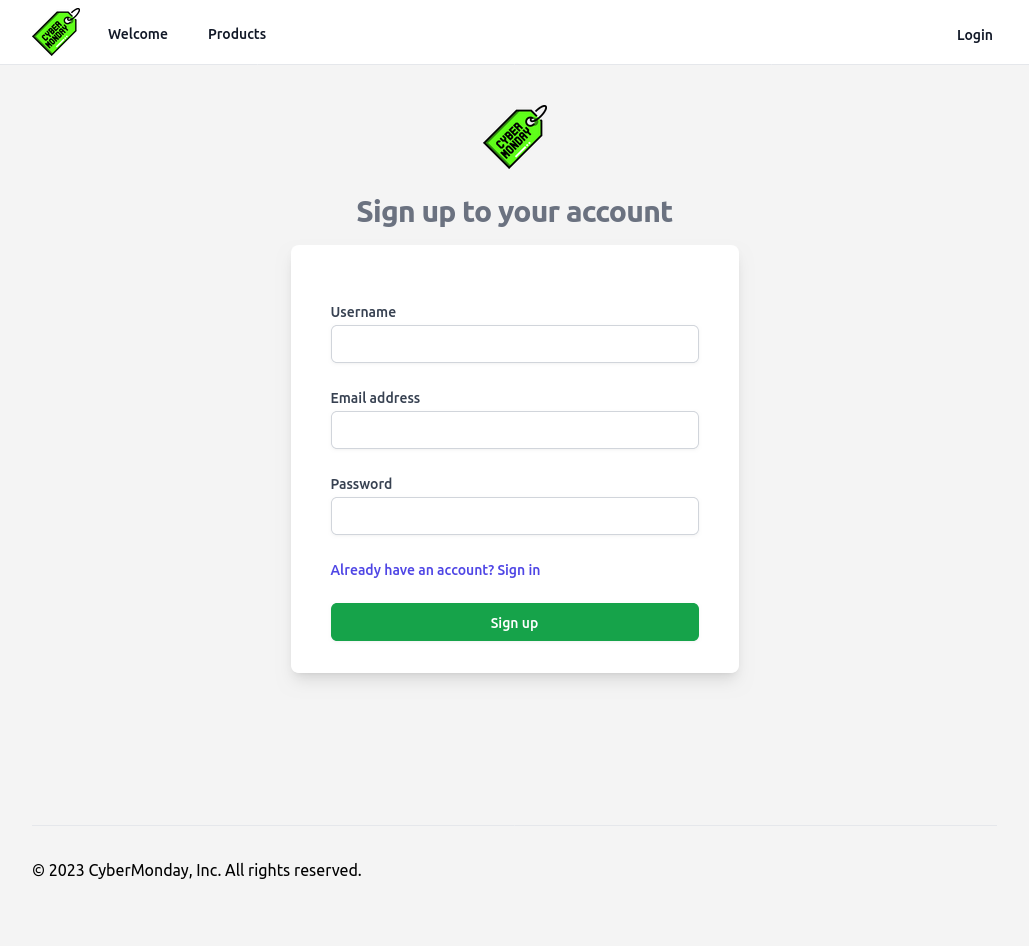 CYBER
MONDAY
Welcome
Products
Login
CYBER
MONDAY
Sign up to your account
Username
Email address
Password
Already have an account? Sign in
Sign up
© 2023 CyberMonday, Inc. All rights reserved.